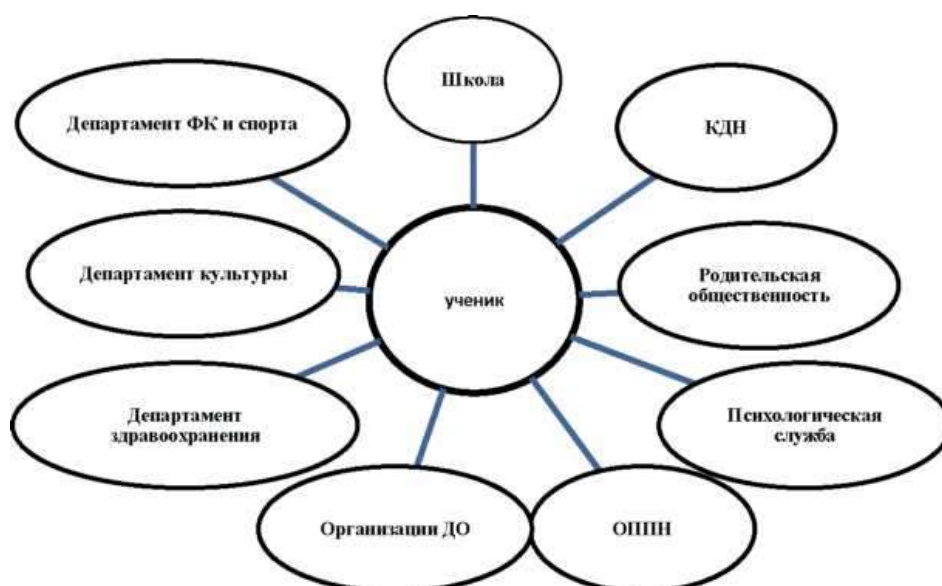 Школа
Департамент ФК и спорта
КДН
Департамент культуры
ученик
Родительская
общественность
Департамент
здравоохранения
Психологическая
служба
Организации ДО
ОППН